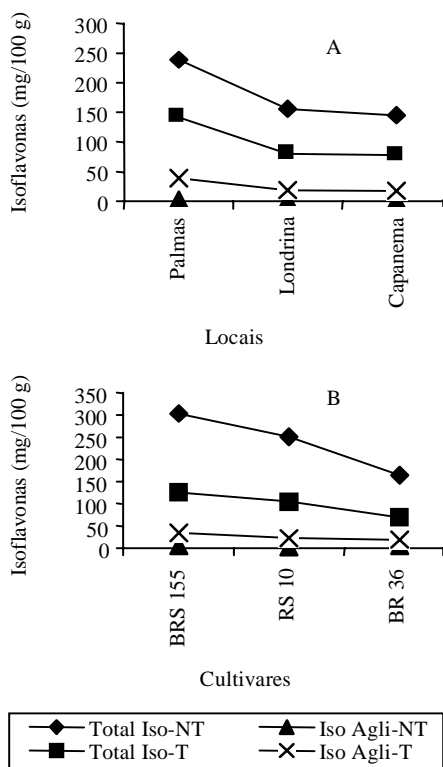 A
Isoflavonas (mg/100 g)
300
250
200
150
100
50
0
Palmas
Londrina
Capanema
Locais
B
Isoflavonas (mg/100 g)
350
300
250
200
150
100
50
0
BRS 155
RS 10
BR 36
Cultivares
Total Iso-NT
Iso Agli-NT
Total Iso-T
Iso Agli-T